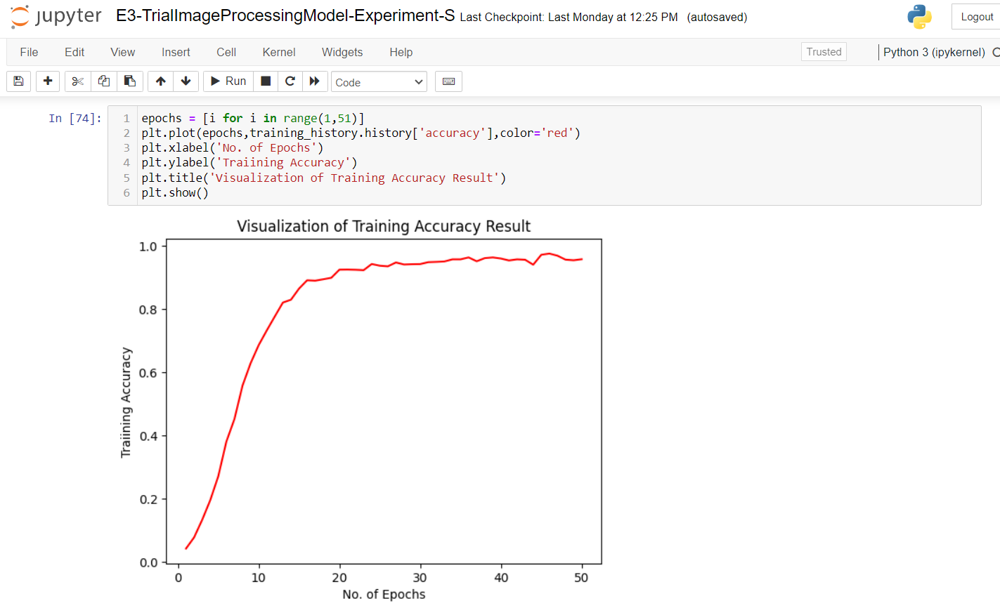 jupyter E3-TrialImageProcessingModel-Experiment-S Last Checkpoint: Last Monday at 12:25 PM (autosaved) Logout
File Edit View Insert Cell Kernel Widgets Help Trusted Python 3 (ipykernel)
Run Code
In [74]: 1 epochs = [i for i in range(1,51)]
2 plt.plot(epochs,training_history.history['accuracy'],color='red')
3 plt.xlabel('No. of Epochs')
4 plt.ylabel('Traiining Accuracy')
5 plt.title('Visualization of Training Accuracy Result')
6 plt.show()
Visualization of Training Accuracy Result
1.0
0.8
0.6
0.4
0.2
0.0
Traiining Accuracy
0 10 20 30 40 50
No. of Epochs